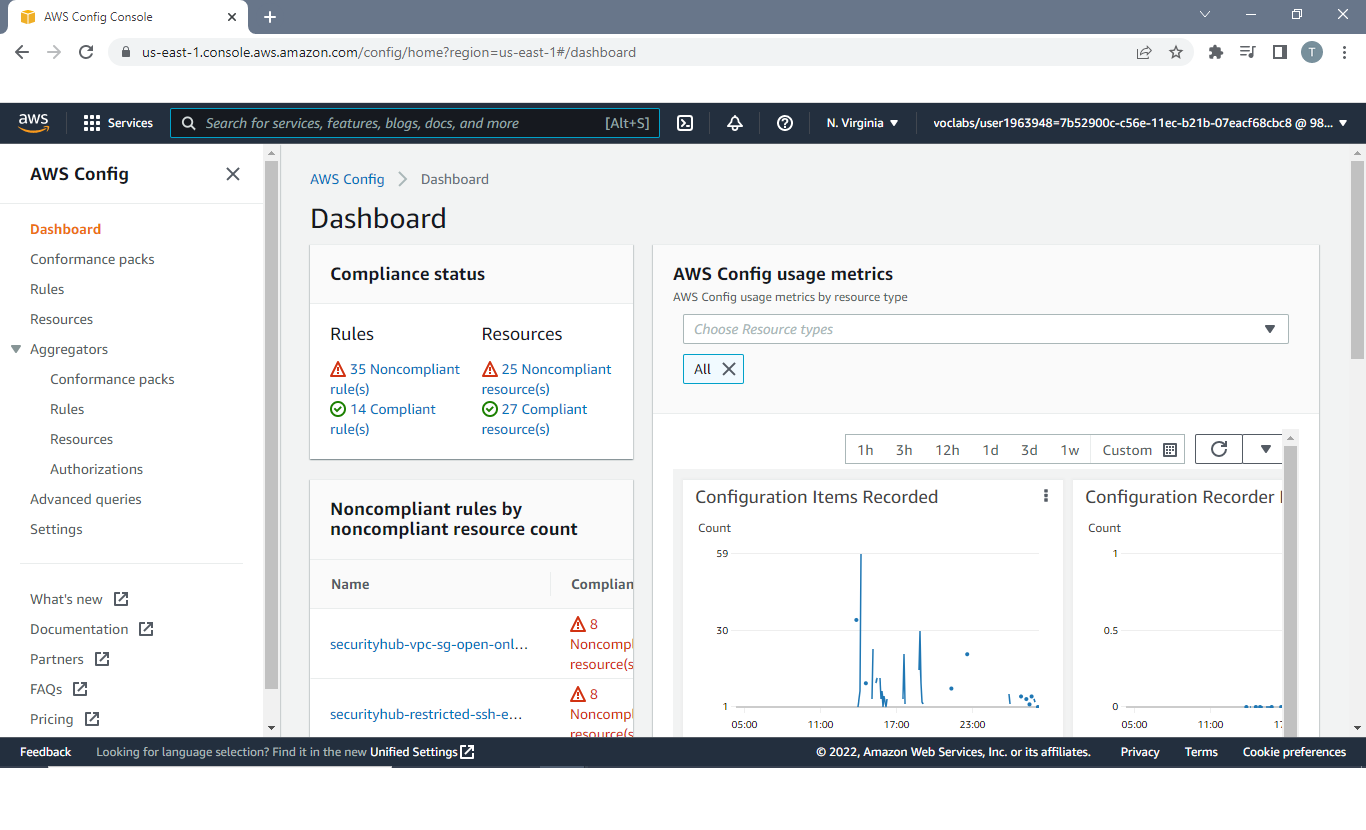 AWS Config Console
us-east-1.console.aws.amazon.com/config/home?region=us-east-1#/dashboard
T
aws
Services
Search for services, features, blogs, docs, and more
[Alt+S]
N. Virginia
voclabs/user1963948=7b52900c-c56e-11ec-b21b-07eacf68cbc8 @ 98...
AWS Config
Dashboard
Conformance packs
Rules
Resources
Aggregators
Conformance packs
Rules
Resources
Authorizations
Advanced queries
Settings
What's new
Documentation
Partners
FAQs
Pricing
AWS Config
Dashboard
Dashboard
Compliance status
Rules
35 Noncompliant
rule(s)
14 Compliant
rule(s)
Resources
25 Noncompliant
resource(s)
27 Compliant
resource(s)
Noncompliant rules by
noncompliant resource count
Name
Complian
securityhub-vpc-sg-open-onl...
8
Noncompl
resource(s
securityhub-restricted-ssh-e...
8
Noncompl
resource(s
AWS Config usage metrics
AWS Config usage metrics by resource type
Choose Resource types
All
1h
3h
12h
1d
3d
1w
Custom
Configuration Items Recorded
Count
59
30
1
05:00
11:00
17:00
23:00
Configuration Recorder
Count
1
0.5
0
05:00
11:00
17
Feedback
Looking for language selection? Find it in the new Unified Settings
© 2022, Amazon Web Services, Inc. or its affiliates.
Privacy
Terms
Cookie preferences